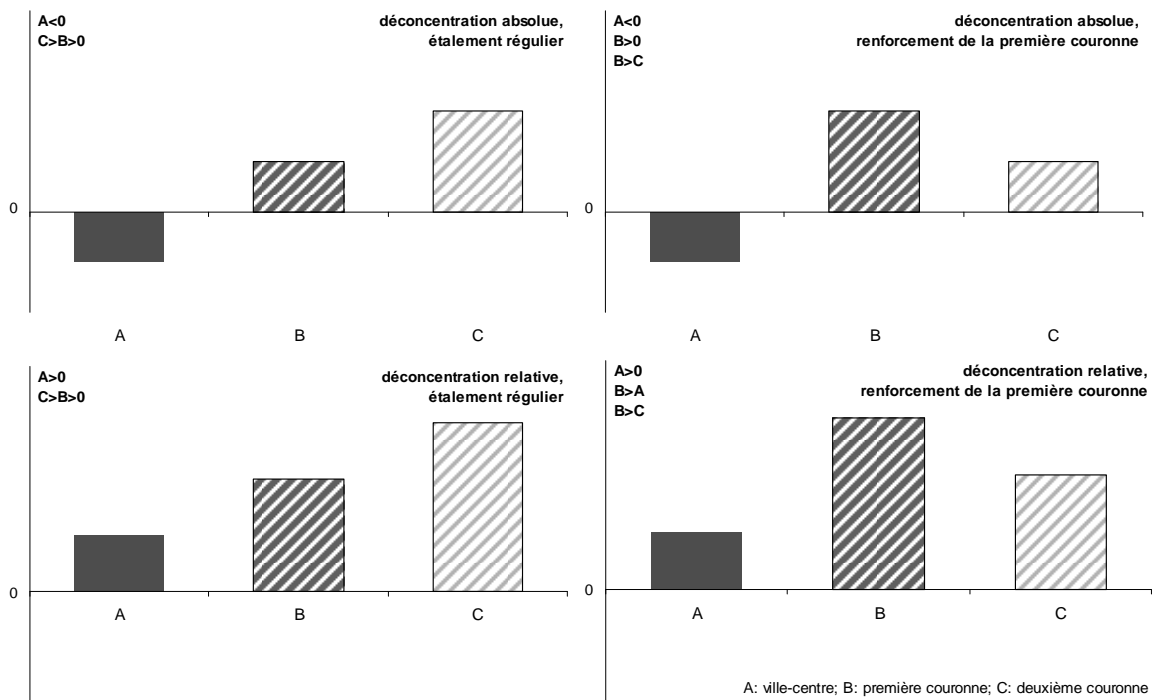 A<0
C>B>0
déconcentration absolue,
étalement régulier
0
A
B
C
A<0
B>0
B>C
déconcentration absolue,
renforcement de la première couronne
0
A
B
C
A>0
C>B>0
déconcentration relative,
étalement régulier
0
A
B
C
A>0
B>A
B>C
déconcentration relative,
renforcement de la première couronne
0
A
B
C
A: ville-centre; B: première couronne; C: deuxième couronne